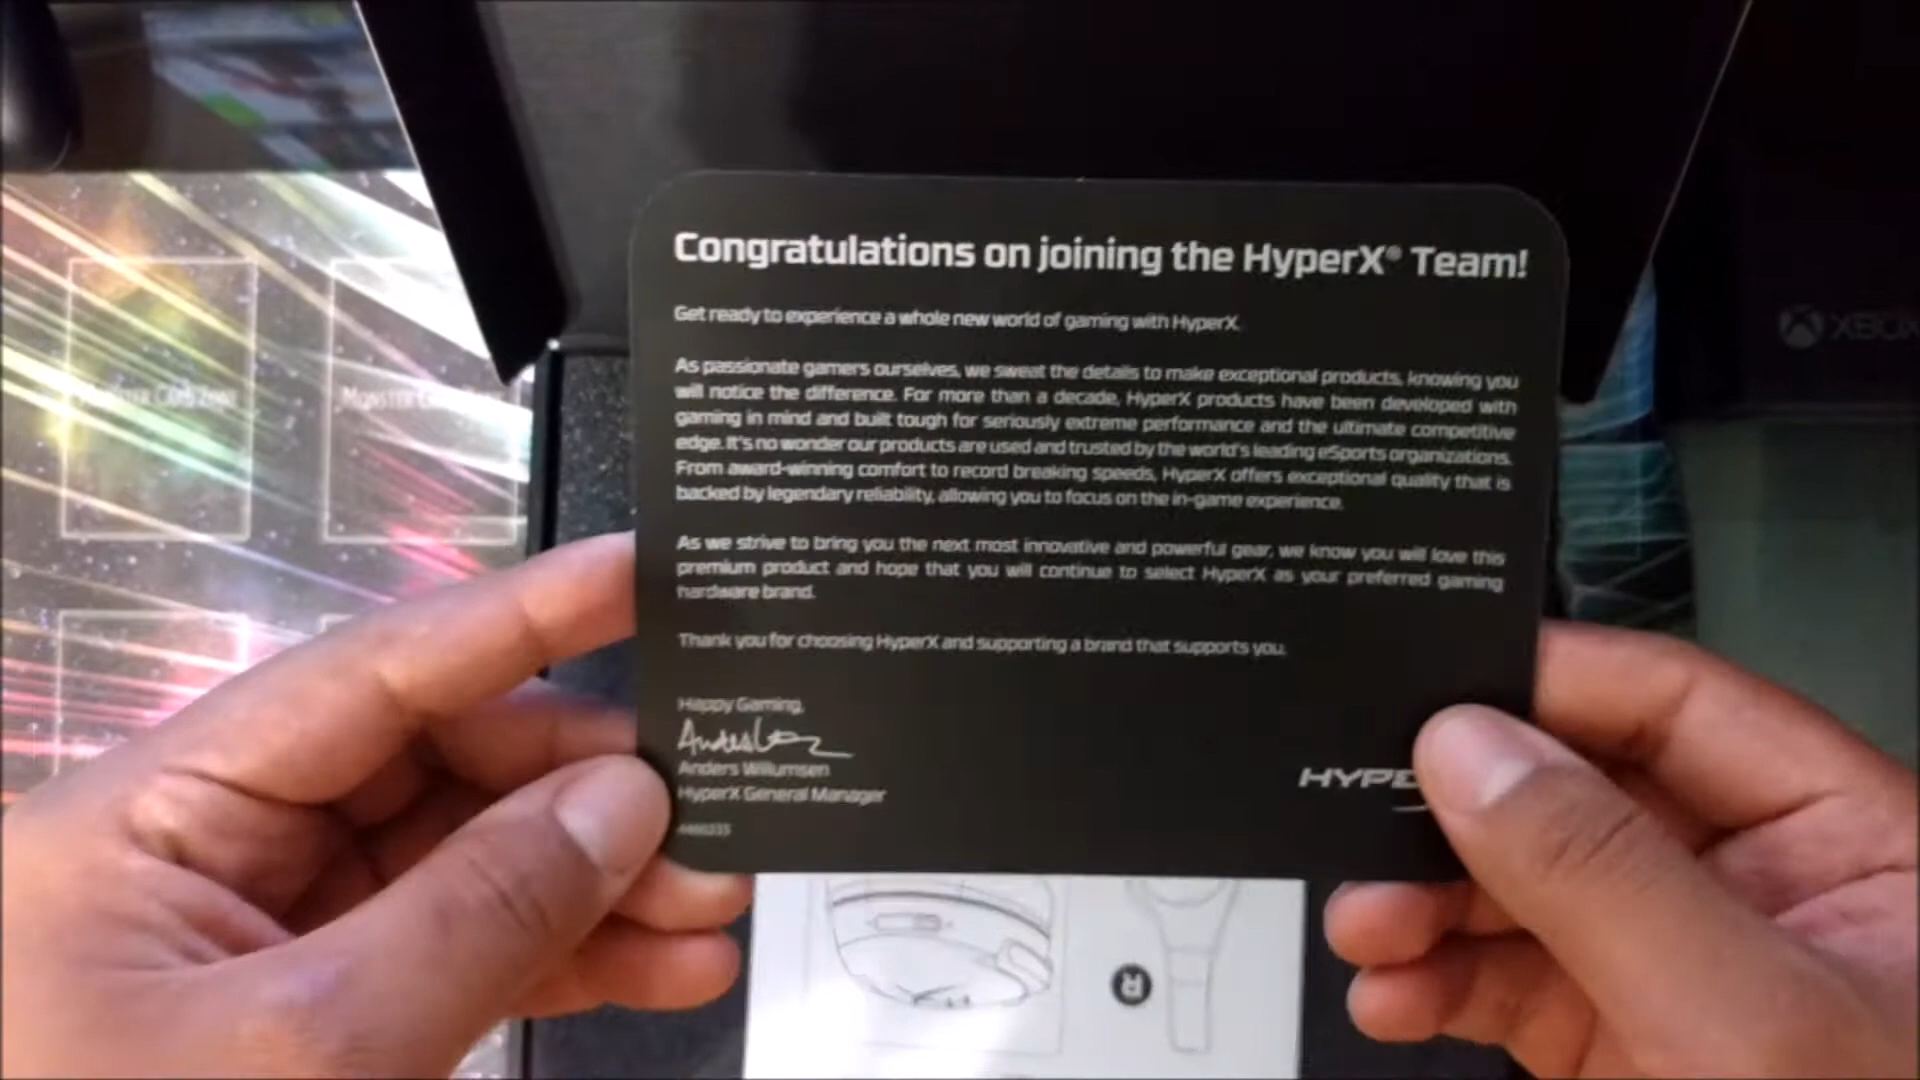 Congratulations on joining the HyperX® Team!
Get ready to experience a whole new world of gaming with HyperX.
As passionate gamers ourselves, we sweat the details to make exceptional products, knowing you
will notice the difference. For more than a decade, HyperX products have been developed with
gaming in mind and built tough for seriously extreme performance and the ultimate competitive
edge. It's no wonder our products are used and trusted by the world's leading eSports organizations.
From award-winning comfort to record breaking speeds, HyperX offers exceptional quality that is
backed by legendary reliability, allowing you to focus on the in-game experience.
As we strive to bring you the next most innovative and powerful gear, we know you will love this
premium product and hope that you will continue to select HyperX as your preferred gaming
hardware brand.
Thank you for choosing HyperX and supporting a brand that supports you.
Happy Gaming,
Anders Willumsen
HyperX General Manager
HYPE
R
XBOX
Monster Card Zone
Monster